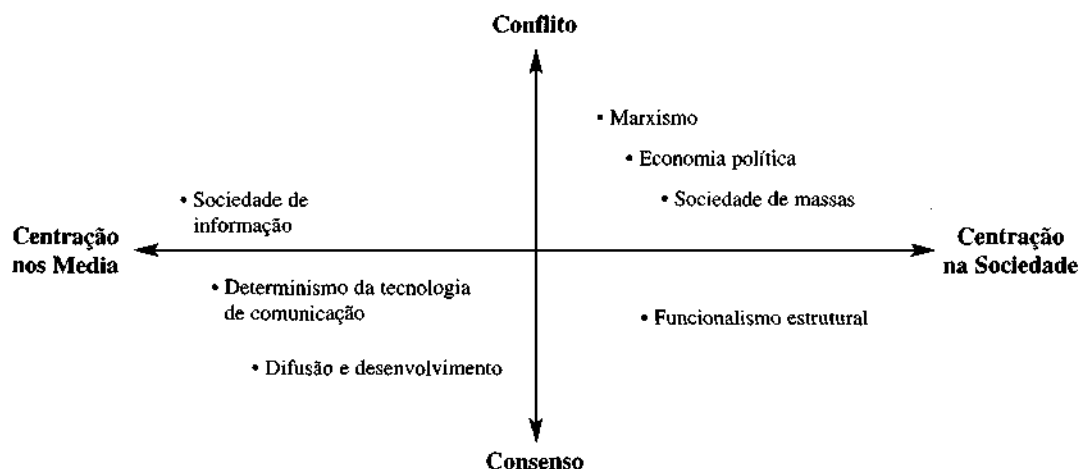 Conflito
• Marxismo
• Economia política
• Sociedade de
informação
• Sociedade de massas
Centração
nos Media
Centração
na Sociedade
• Determinismo da tecnologia
de comunicação
• Funcionalismo estrutural
• Difusão e desenvolvimento
Consenso